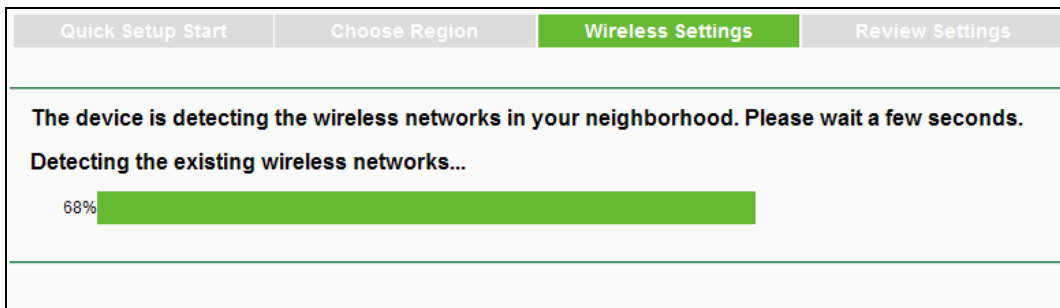 Quick Setup Start Choose Region Wireless Settings Review Settings
The device is detecting the wireless networks in your neighborhood. Please wait a few seconds.
Detecting the existing wireless networks...
68%